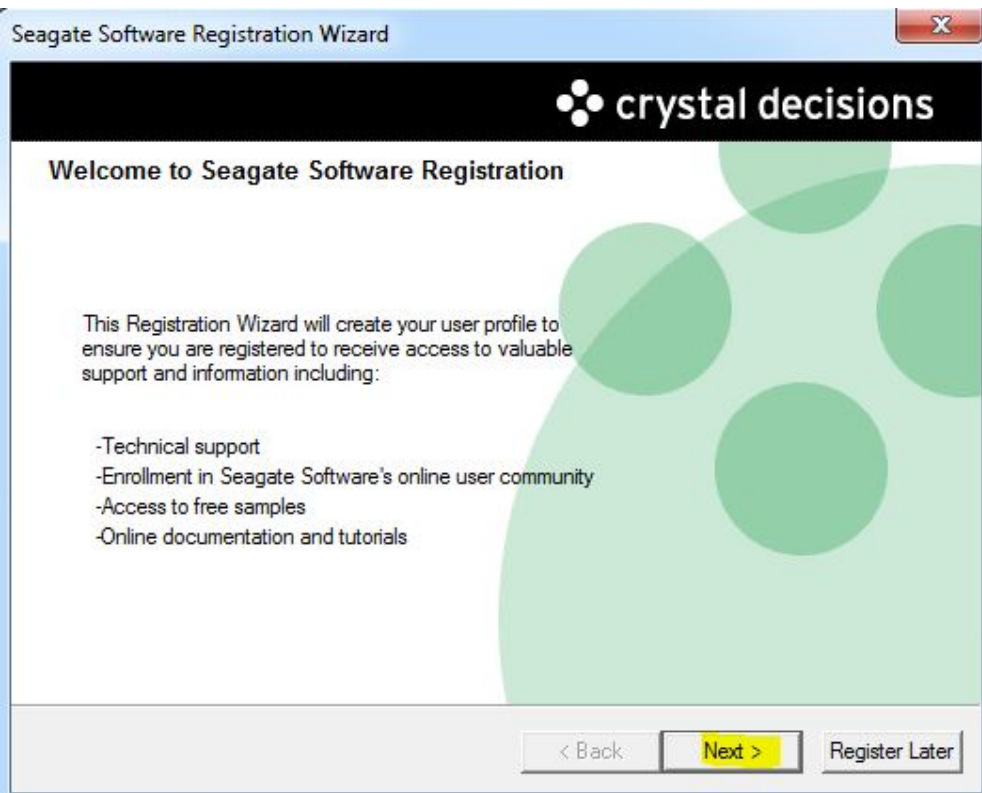 Seagate Software Registration Wizard
crystal decisions
Welcome to Seagate Software Registration
This Registration Wizard will create your user profile to
ensure you are registered to receive access to valuable
support and information including:
-Technical support
-Enrollment in Seagate Software's online user community
-Access to free samples
-Online documentation and tutorials
< Back
Next >
Register Later